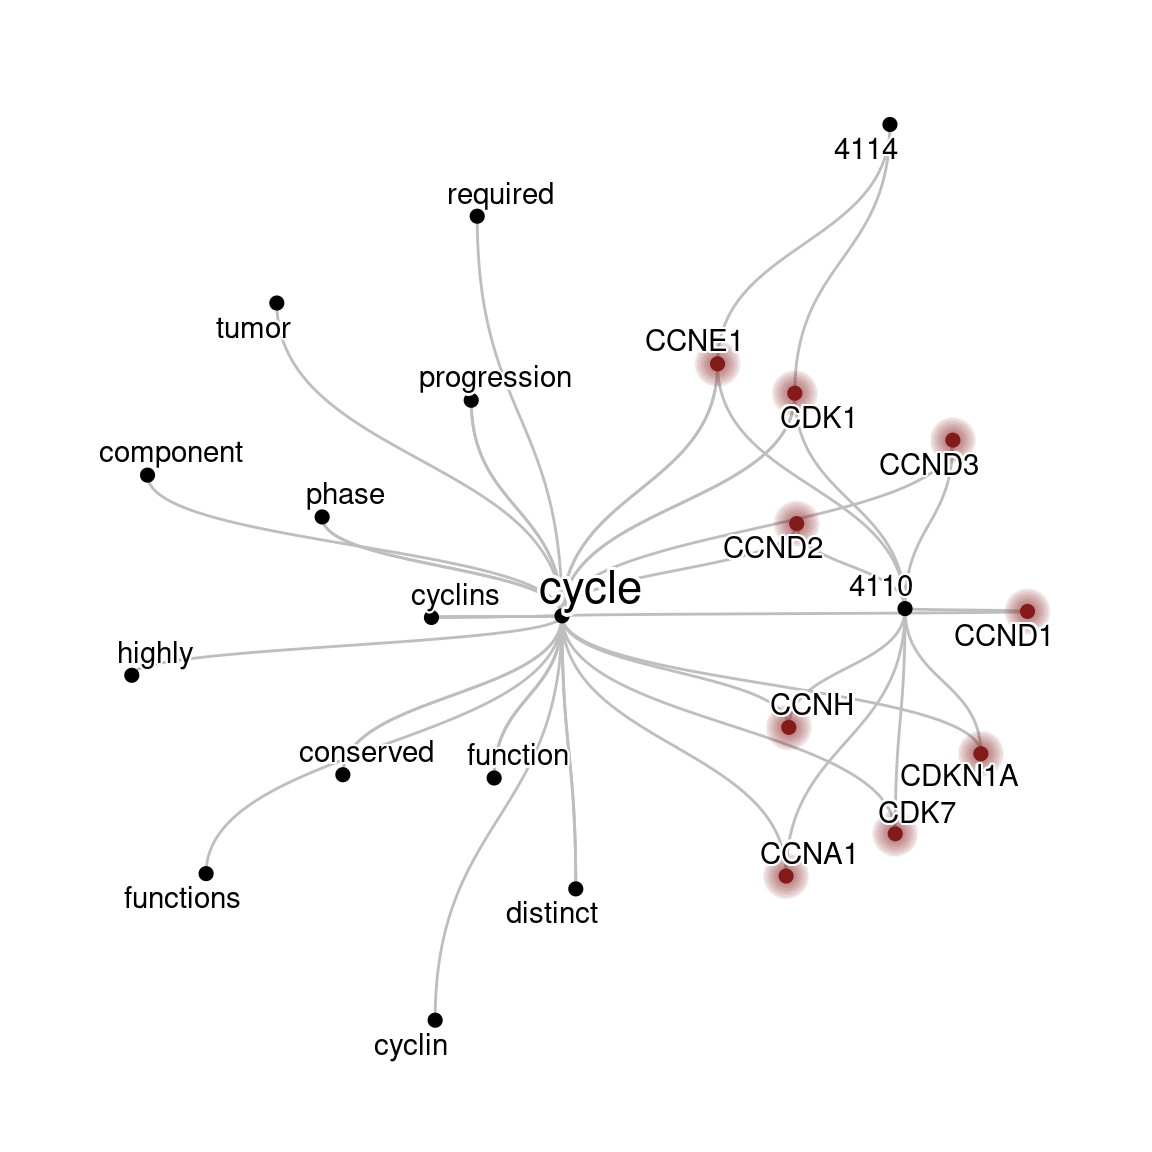 4114
required
tumor
CCNE1
progression
CDK1
component
CCND3
phase
CCND2
cycle
4110
cyclins
CCND1
highly
CCNH
conserved
function
CDKN1A
CDK7
CCNA1
functions
distinct
cyclin